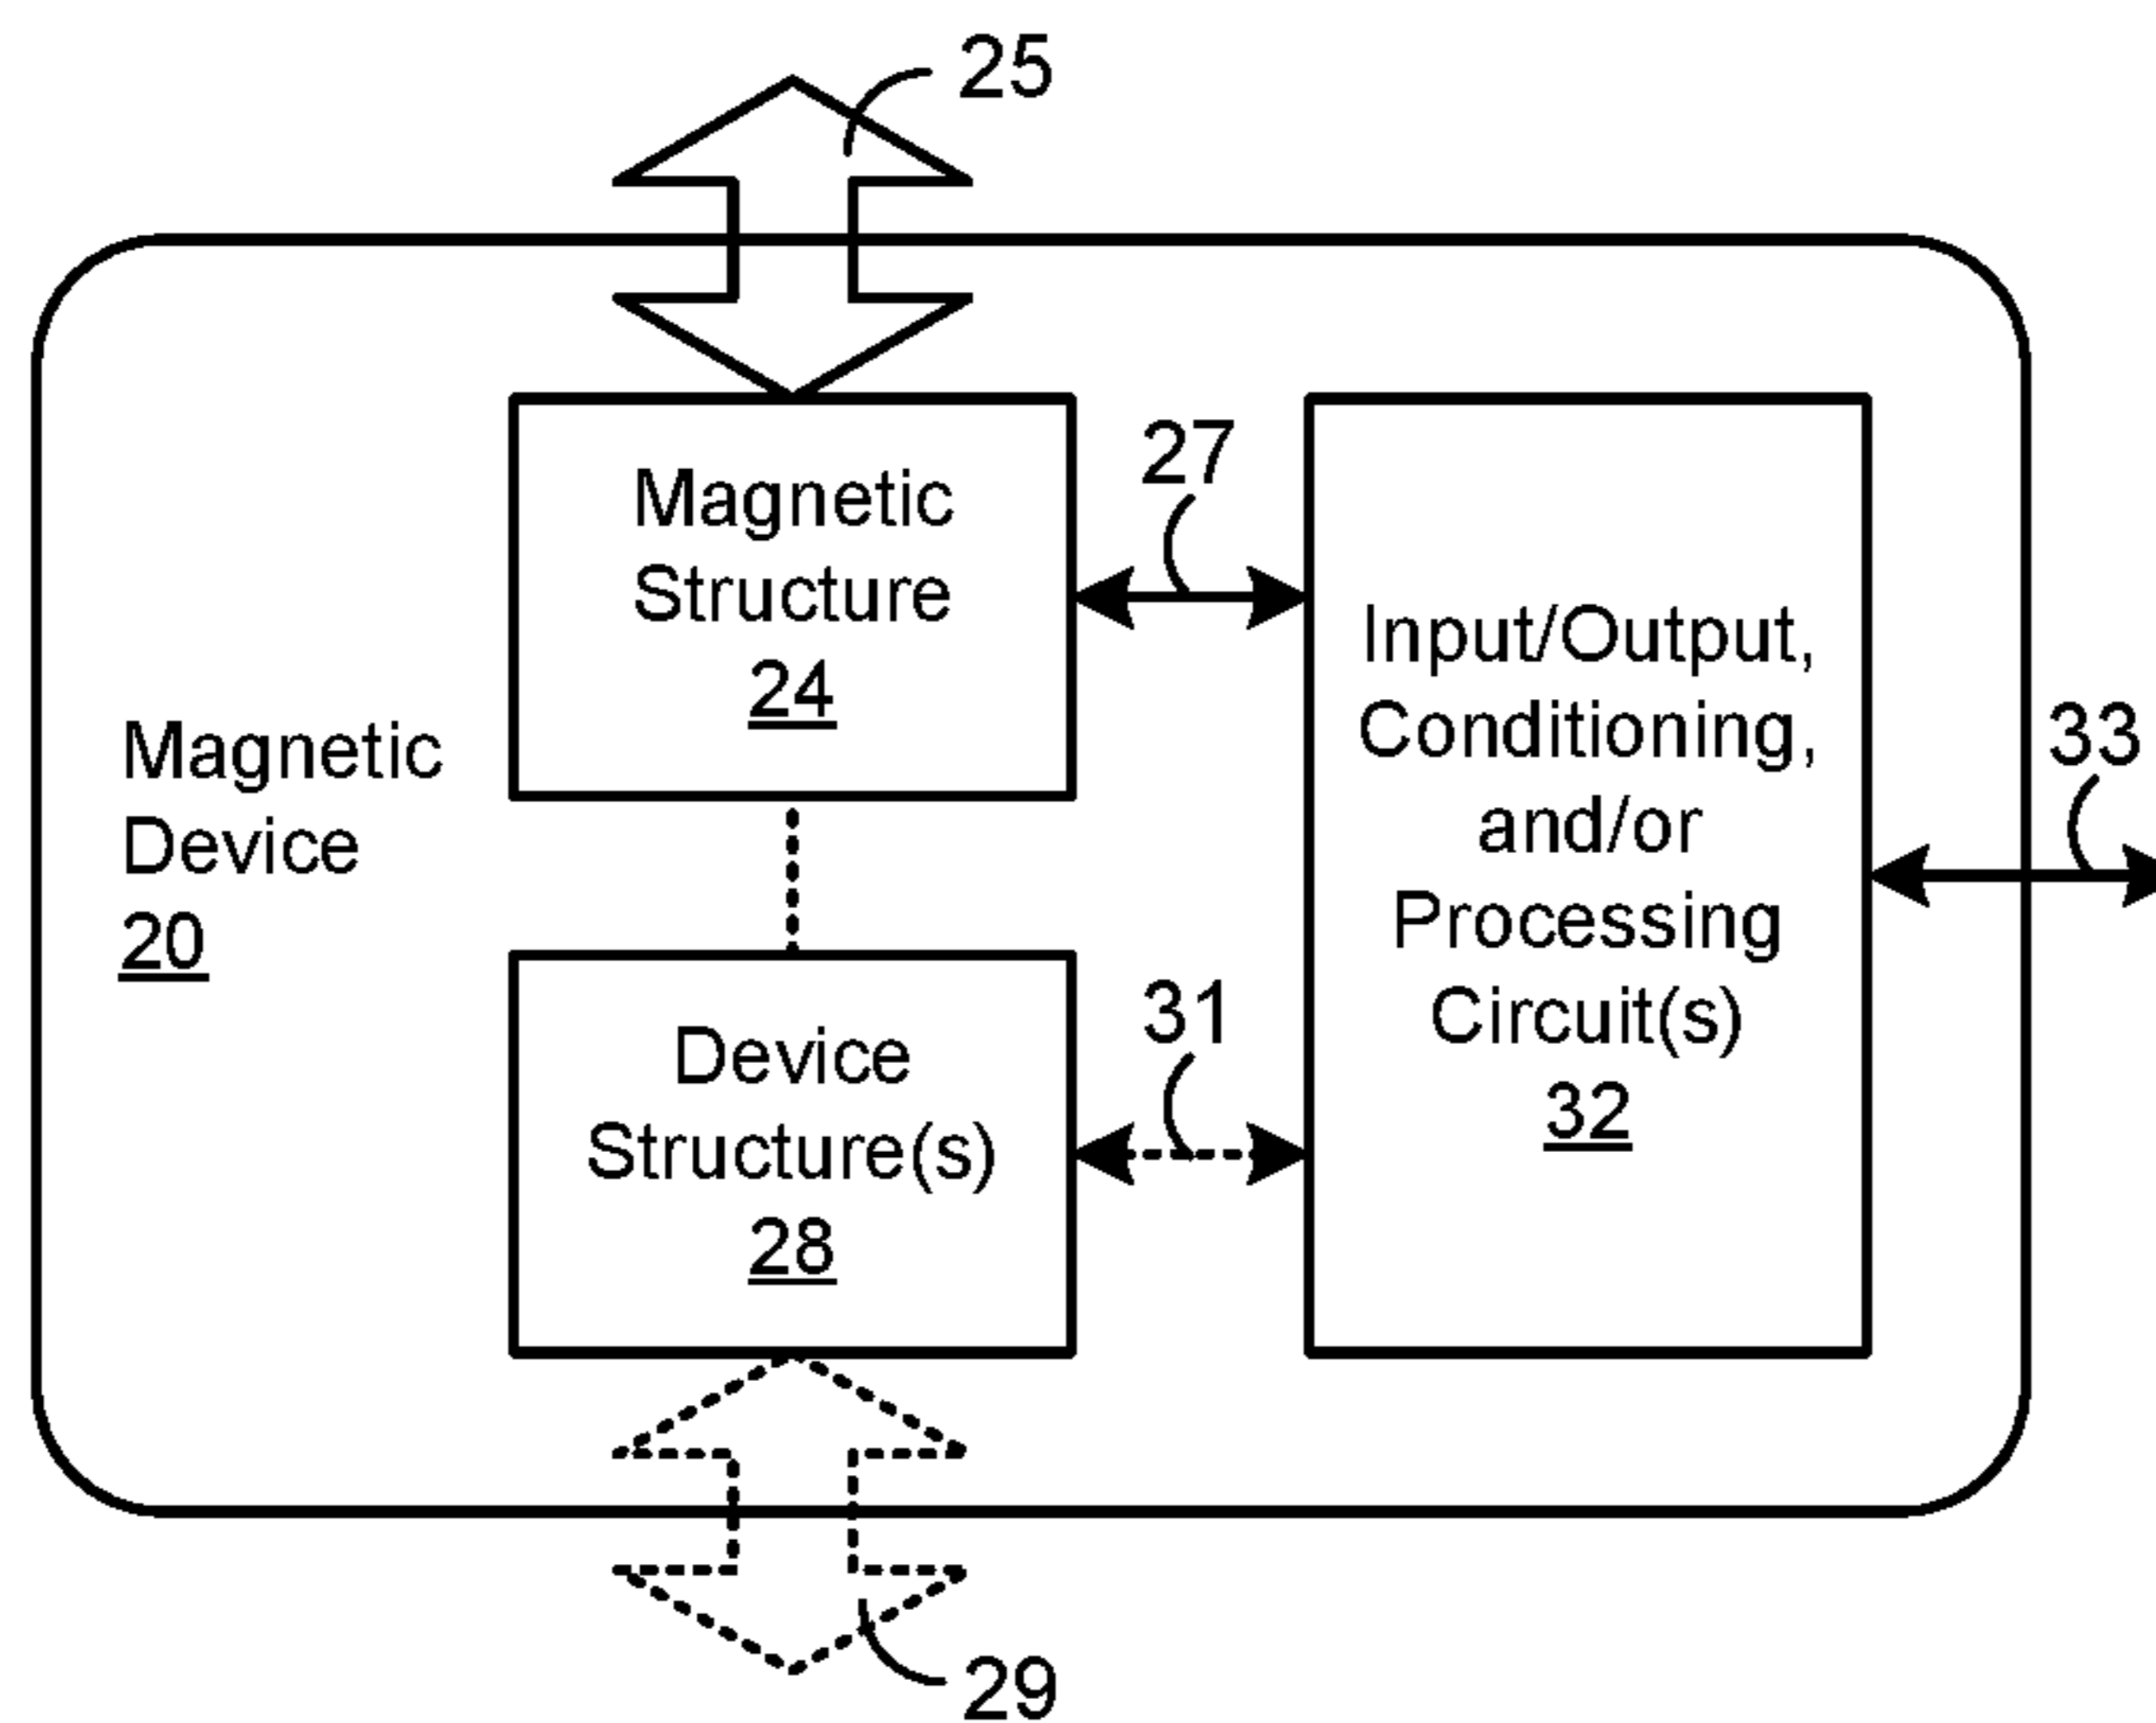 25
Magnetic
Structure
24
27
Input/Output,
Conditioning,
and/or
Processing
Circuit(s)
32
33
Magnetic
Device
20
Device
Structure(s)
28
31
29